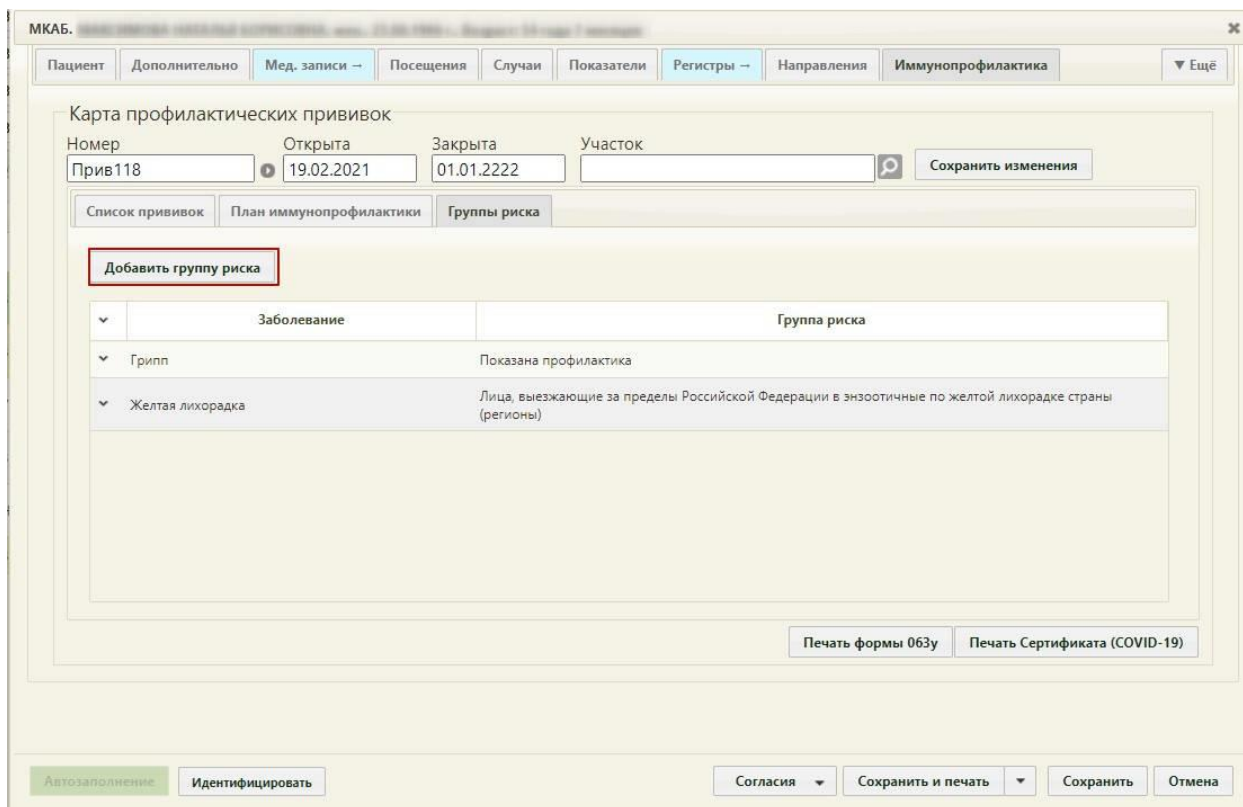 МКАБ.
Пациент Дополнительно Мед. записи → Посещения Случаи Показатели Регистры → Направления Иммунопрофилактика ▼ Ещё
Карта профилактических прививок
Номер Открыта Закрыта Участок
Прив118 19.02.2021 01.01.2222 Сохранить изменения
Список прививок План иммунопрофилактики Группы риска
Добавить группу риска
Заболевание Группа риска
Грипп Показана профилактика
Желтая лихорадка Лица, выезжающие за пределы Российской Федерации в энзоотичные по желтой лихорадке страны
(регионы)
Печать формы 063у Печать Сертификата (COVID-19)
Автозаполнение Идентифицировать Согласия Сохранить и печать Сохранить Отмена